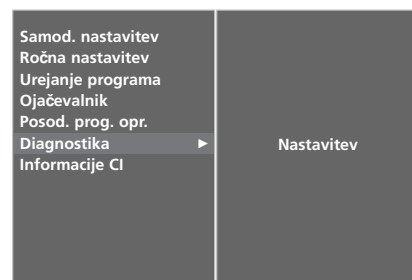 Samod. nastavitev
Ročna nastavitev
Urejanje programa
Ojačevalnik
Posod. prog. opr.
Diagnostika ►
Informacije CI
Nastavitev